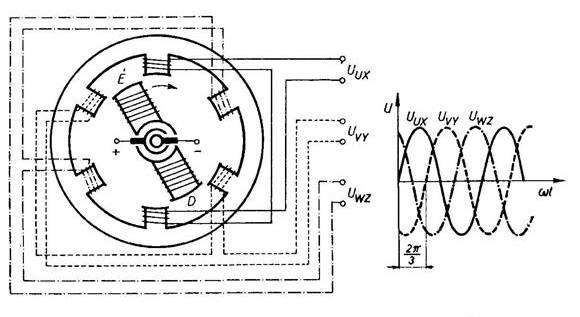 E
+
-
D
U_UX
U_VY
U_WZ
U
U_UX U_VY U_WZ
ωt
2π
3